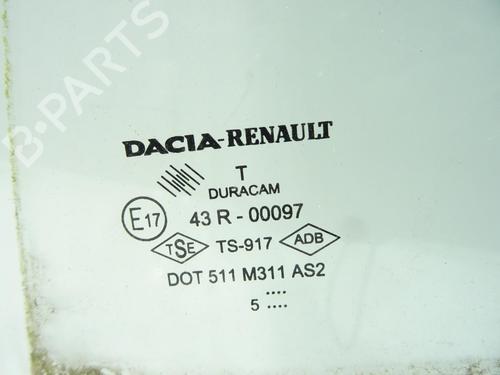 B-PARTS
DACIA-RENAULT
T
DURACAM
E17 43 R - 00097
TSE TS-917 ADB
DOT 511 M311 AS2
....
5 ....